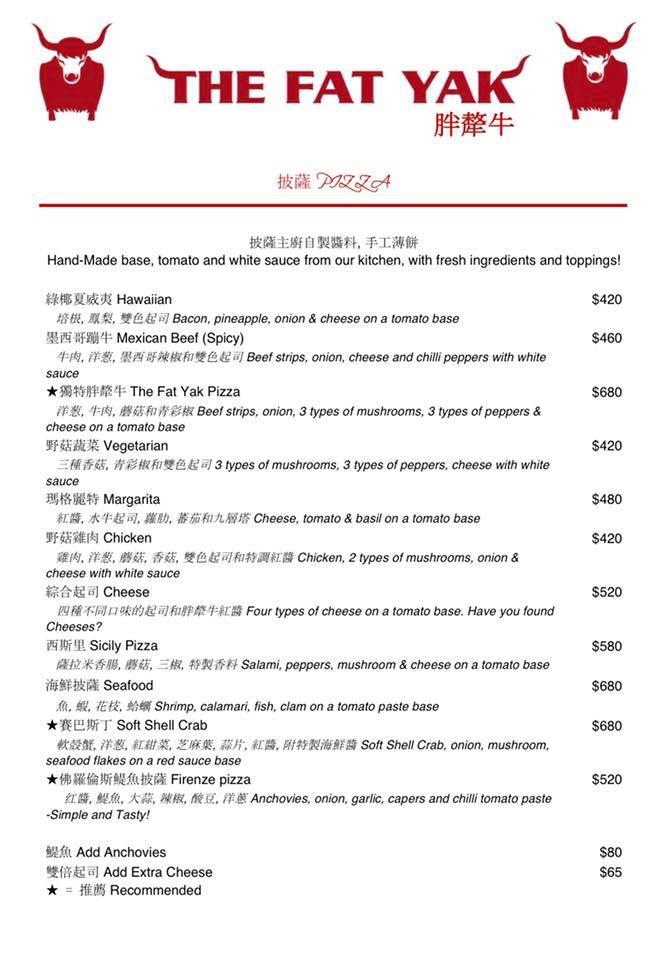 THE FAT YAK
胖犛牛
披薩 PIZZA
披薩主廚自製醬料, 手工薄餅
Hand-Made base, tomato and white sauce from our kitchen, with fresh ingredients and toppings!
綠椰夏威夷 Hawaiian $420
培根, 鳳梨, 雙色起司 Bacon, pineapple, onion & cheese on a tomato base
墨西哥蹦牛 Mexican Beef (Spicy) $460
牛肉, 洋葱, 墨西哥辣椒和雙色起司 Beef strips, onion, cheese and chilli peppers with white
sauce
★獨特胖犛牛 The Fat Yak Pizza $680
洋葱, 牛肉, 蘑菇和青彩椒 Beef strips, onion, 3 types of mushrooms, 3 types of peppers &
cheese on a tomato base
野菇蔬菜 Vegetarian $420
三種香菇, 青彩椒和雙色起司 3 types of mushrooms, 3 types of peppers, cheese with white
sauce
瑪格麗特 Margarita $480
紅醬, 水牛起司, 蘿肋, 蕃茄和九層塔 Cheese, tomato & basil on a tomato base
野菇雞肉 Chicken $420
雞肉, 洋葱, 蘑菇, 香菇, 雙色起司和特調紅醬 Chicken, 2 types of mushrooms, onion &
cheese with white sauce
綜合起司 Cheese $520
四種不同口味的起司和胖犛牛紅醬 Four types of cheese on a tomato base. Have you found
Cheeses?
西斯里 Sicily Pizza $580
薩拉米香腸, 蘑菇, 三椒, 特製香料 Salami, peppers, mushroom & cheese on a tomato base
海鮮披薩 Seafood $680
魚, 蝦, 花枝, 蛤蠣 Shrimp, calamari, fish, clam on a tomato paste base
★賽巴斯丁 Soft Shell Crab $680
軟殼蟹, 洋葱, 紅紺菜, 芝麻葉, 蒜片, 紅醬, 附特製海鮮醬 Soft Shell Crab, onion, mushroom,
seafood flakes on a red sauce base
★佛羅倫斯鯷魚披薩 Firenze pizza $520
红醬, 鯷魚, 大蒜, 辣椒, 酸豆, 洋蔥 Anchovies, onion, garlic, capers and chilli tomato paste
-Simple and Tasty!
鯷魚 Add Anchovies $80
雙倍起司 Add Extra Cheese $65
★ = 推薦 Recommended